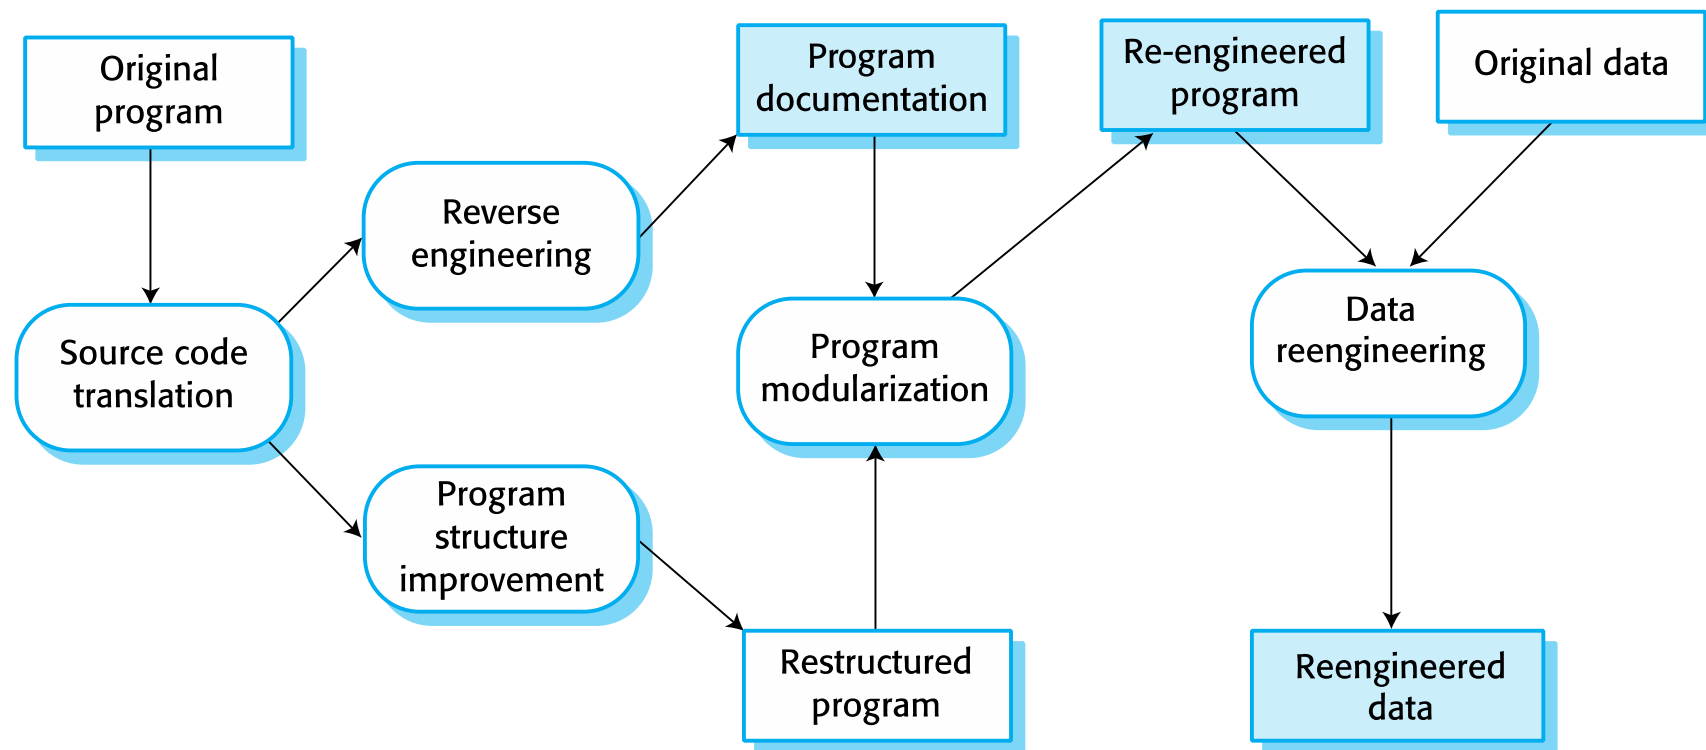 Original
program
Source code
translation
Reverse
engineering
Program
structure
improvement
Program
documentation
Program
modularization
Restructured
program
Re-engineered
program
Original data
Data
reengineering
Reengineered
data